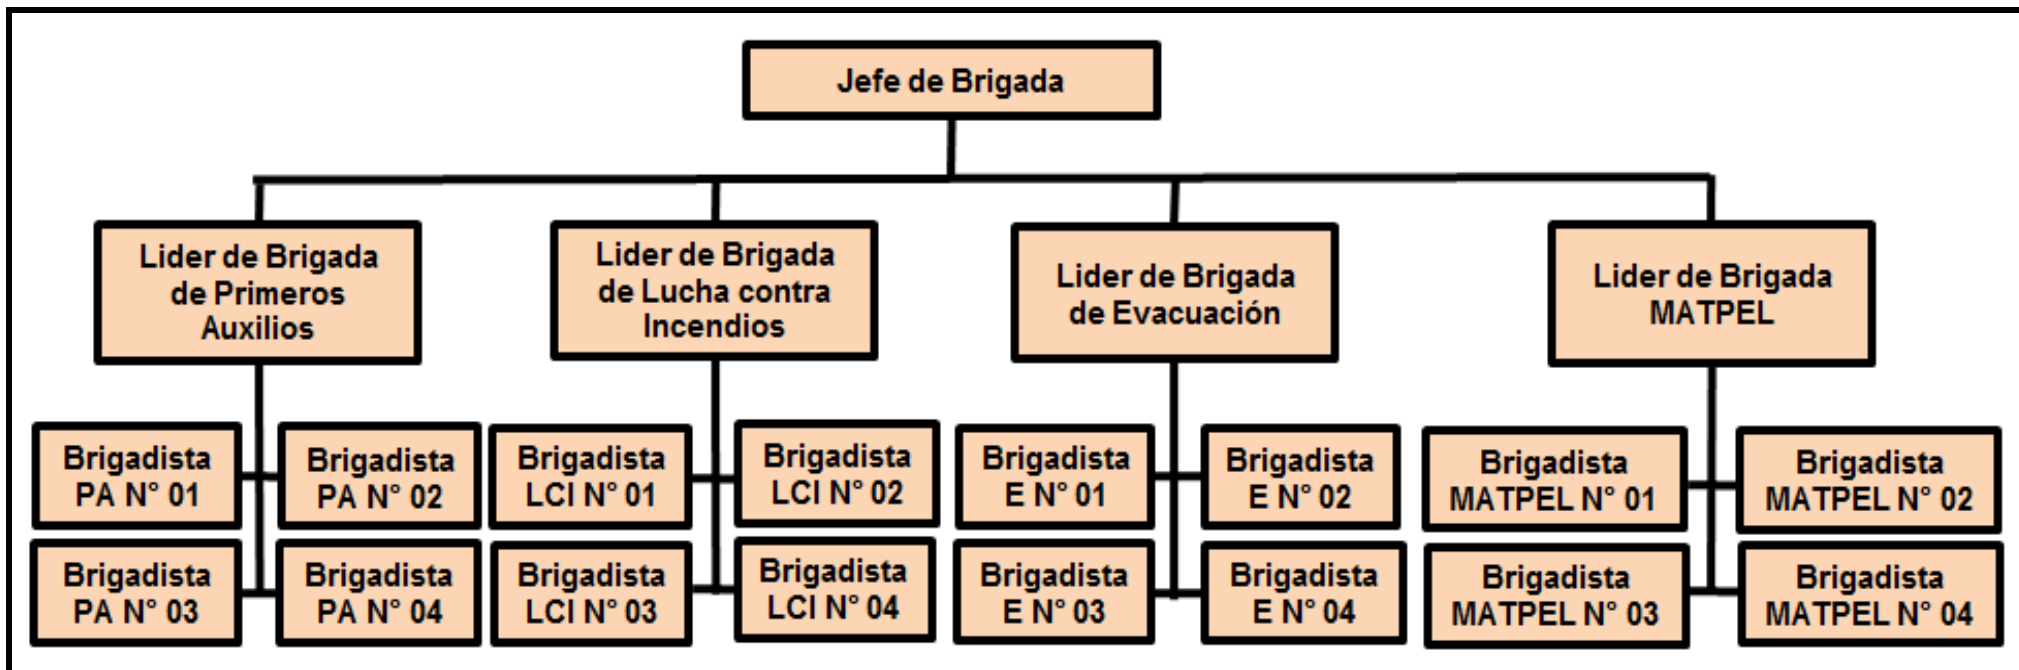 Jefe de Brigada
Lider de Brigada
de Primeros
Auxilios
Lider de Brigada
de Lucha contra
Incendios
Lider de Brigada
de Evacuación
Lider de Brigada
MATPEL
Brigadista
PA N° 01
Brigadista
PA N° 02
Brigadista
LCI N° 01
Brigadista
LCI N° 02
Brigadista
E N° 01
Brigadista
E N° 02
Brigadista
MATPEL N° 01
Brigadista
MATPEL N° 02
Brigadista
PA N° 03
Brigadista
PA N° 04
Brigadista
LCI N° 03
Brigadista
LCI N° 04
Brigadista
E N° 03
Brigadista
E N° 04
Brigadista
MATPEL N° 03
Brigadista
MATPEL N° 04